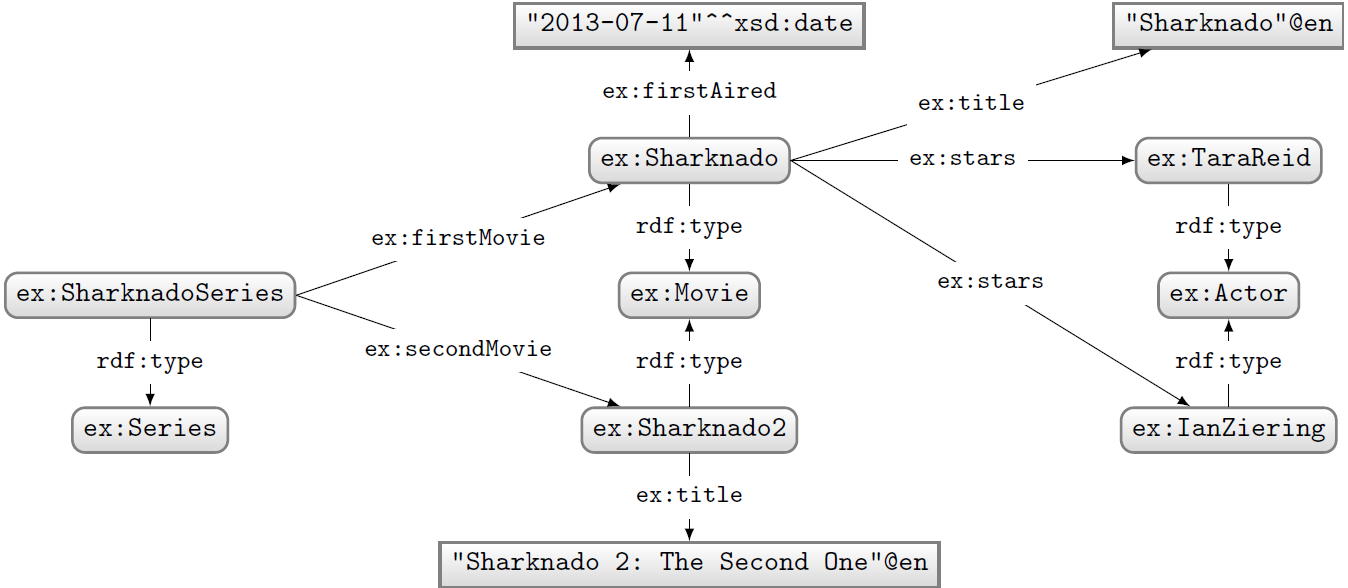 "2013-07-11"^^xsd:date
"Sharknado"@en
ex:firstAired
ex:title
ex:Sharknado
ex:stars
ex:TaraReid
rdf:type
rdf:type
ex:firstMovie
ex:stars
ex:SharknadoSeries
ex:Movie
ex:Actor
ex:secondMovie
rdf:type
rdf:type
rdf:type
ex:Series
ex:Sharknado2
ex:IanZiering
ex:title
"Sharknado 2: The Second One"@en